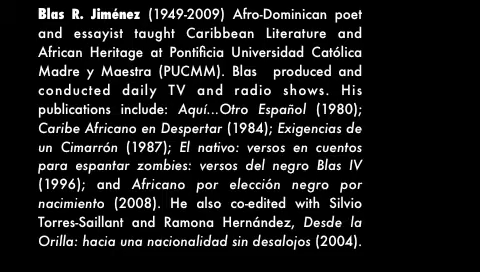 Blas R. Jiménez (1949-2009) Afro-Dominican poet
and essayist taught Caribbean Literature and
African Heritage at Pontificia Universidad Católica
Madre y Maestra (PUCMM). Blas produced and
conducted daily TV and radio shows. His
publications include: Aquí...Otro Español (1980);
Caribe Africano en Despertar (1984); Exigencias de
un Cimarrón (1987); El nativo: versos en cuentos
para espantar zombies: versos del negro Blas IV
(1996); and Africano por elección negro por
nacimiento (2008). He also co-edited with Silvio
Torres-Saillant and Ramona Hernández, Desde la
Orilla: hacia una nacionalidad sin desalojos (2004).